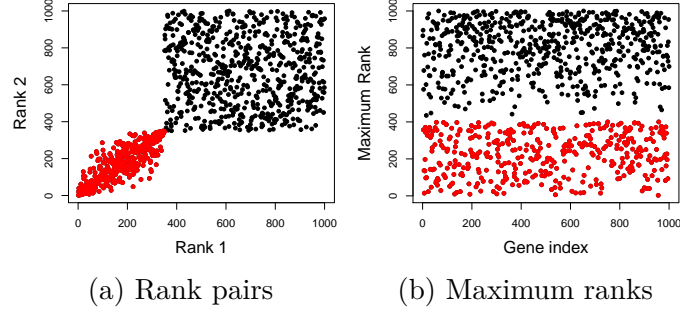 1000
800
600
400
200
0
Rank 2
0 200 400 600 800 1000
Rank 1
(a) Rank pairs
1000
800
600
400
200
0
Maximum Rank
0 200 400 600 800 1000
Gene index
(b) Maximum ranks